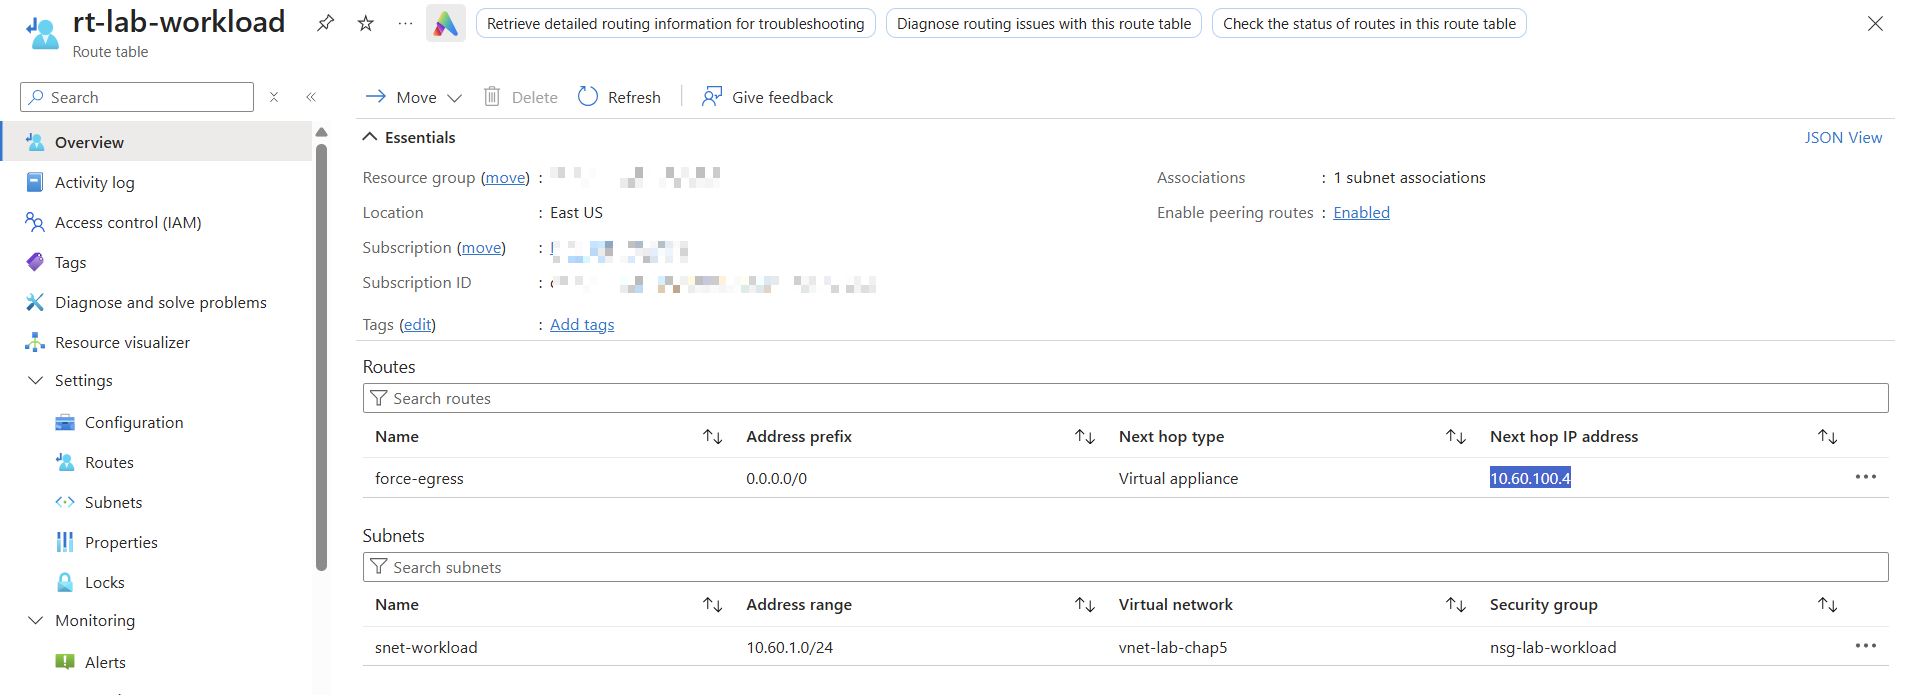 rt-lab-workload
Retrieve detailed routing information for troubleshooting
Diagnose routing issues with this route table
Check the status of routes in this route table
Route table
Search
Move
Delete
Refresh
Give feedback
Overview
Activity log
Access control (IAM)
Tags
Diagnose and solve problems
Resource visualizer
Settings
Configuration
Routes
Subnets
Properties
Locks
Monitoring
Alerts
Essentials
JSON View
Resource group (move) :
Location : East US
Subscription (move) :
Subscription ID :
Tags (edit) : Add tags
Associations : 1 subnet associations
Enable peering routes : Enabled
Routes
Search routes
Name Address prefix Next hop type Next hop IP address
force-egress 0.0.0.0/0 Virtual appliance 10.60.100.4
Subnets
Search subnets
Name Address range Virtual network Security group
snet-workload 10.60.1.0/24 vnet-lab-chap5 nsg-lab-workload